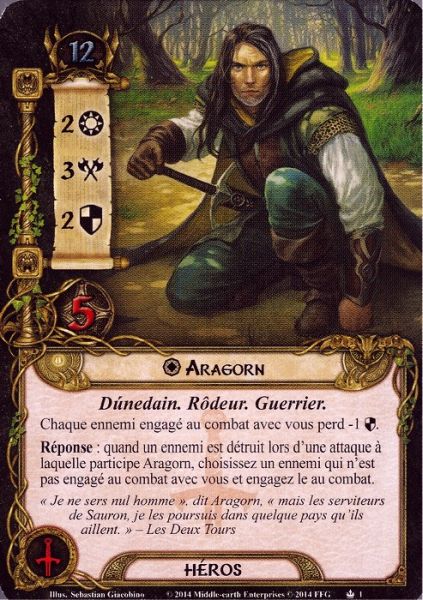 12
2
3
2
5
Aragorn
Dúnedain. Rôdeur. Guerrier.
Chaque ennemi engagé au combat avec vous perd -1 .
Réponse : quand un ennemi est détruit lors d'une attaque à
laquelle participe Aragorn, choisissez un ennemi qui n'est
pas engagé au combat avec vous et engagez le au combat.
« Je ne sers nul homme », dit Aragorn, « mais les serviteurs
de Sauron, je les poursuis dans quelque pays qu'ils
aillent. » – Les Deux Tours
HÉROS
Illus. Sebastian Giacobino © 2014 Middle-earth Enterprises © 2014 FFG 1